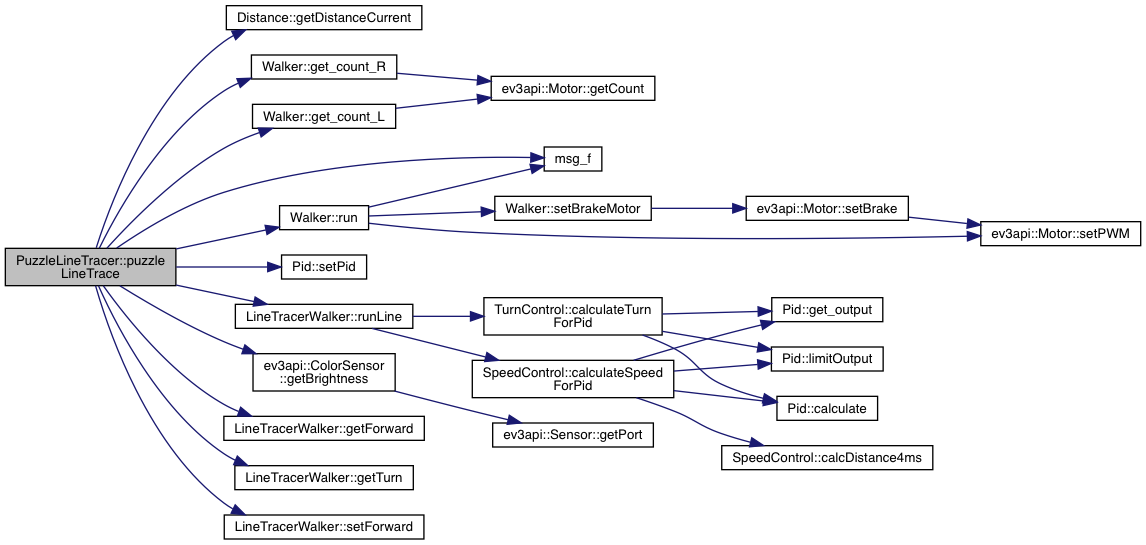 PuzzleLineTracer::puzzle
LineTrace
Distance::getDistanceCurrent
Walker::get_count_R
Walker::get_count_L
ev3api::Motor::getCount
msg_f
Walker::run
Walker::setBrakeMotor
ev3api::Motor::setBrake
ev3api::Motor::setPWM
Pid::setPid
LineTracerWalker::runLine
TurnControl::calculateTurn
ForPid
Pid::get_output
SpeedControl::calculateSpeed
ForPid
Pid::limitOutput
Pid::calculate
SpeedControl::calcDistance4ms
ev3api::ColorSensor
::getBrightness
ev3api::Sensor::getPort
LineTracerWalker::getForward
LineTracerWalker::getTurn
LineTracerWalker::setForward